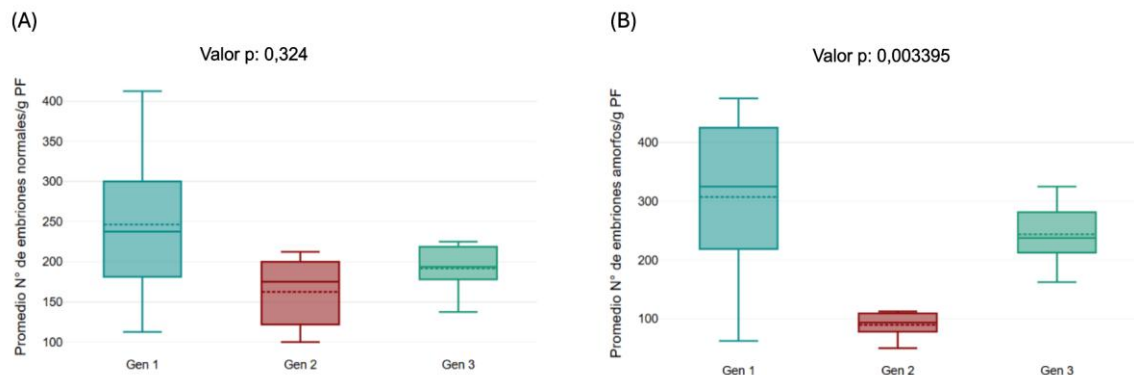 (A)
Valor p: 0,324
Promedio N° de embriones normales/g PF
400
350
300
250
200
150
100
Gen 1
Gen 2
Gen 3
(B)
Valor p: 0,003395
Promedio N° de embriones amorfos/g PF
400
300
200
100
Gen 1
Gen 2
Gen 3